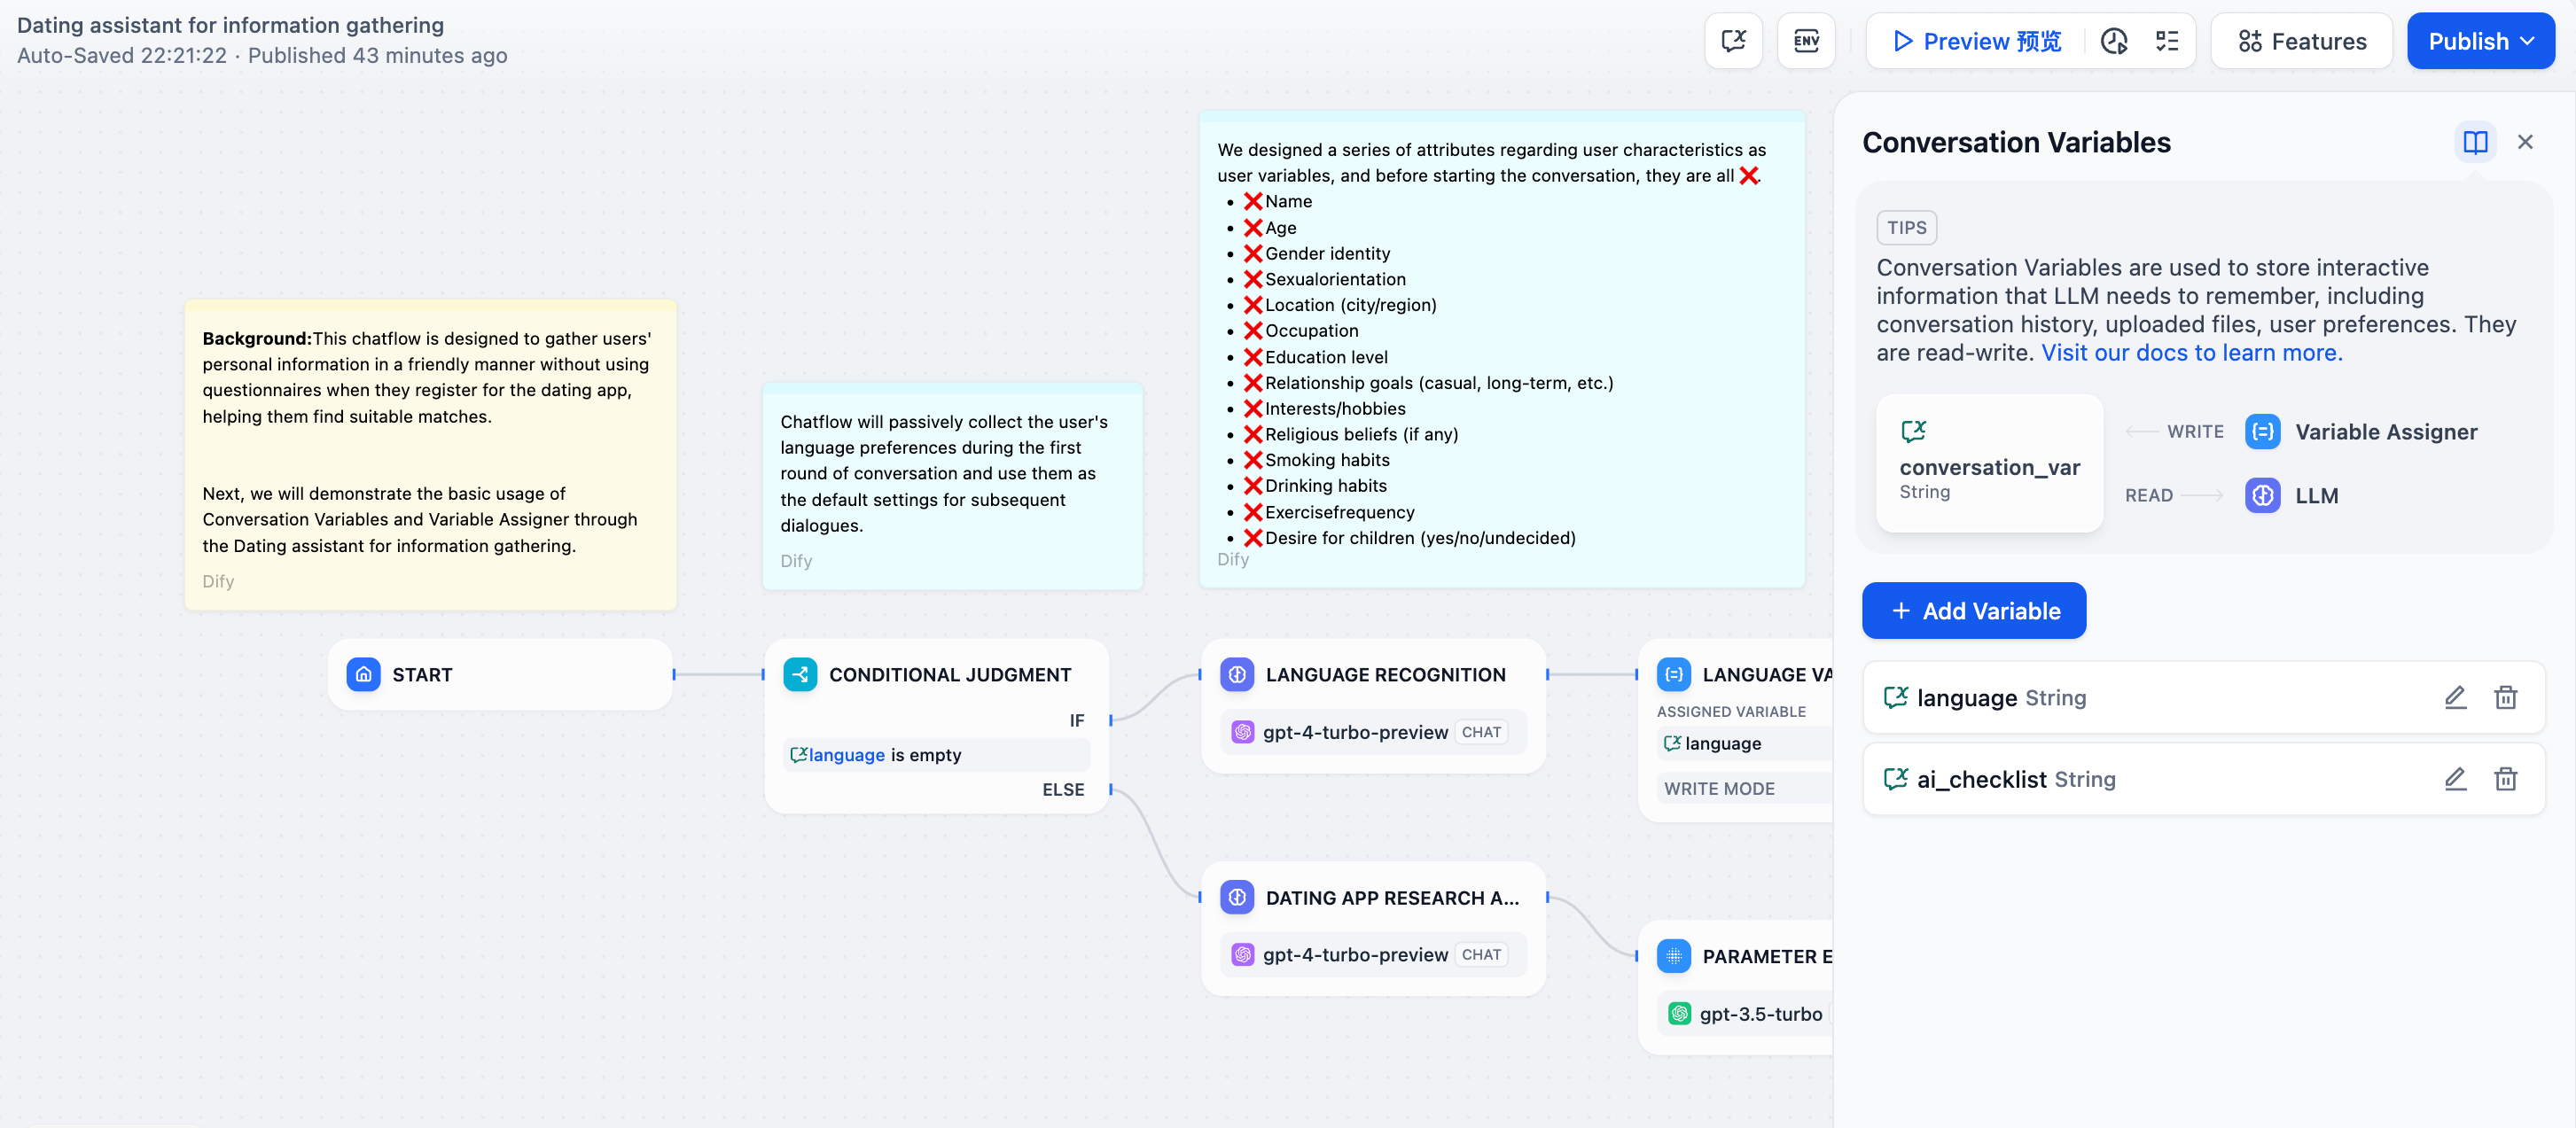 Dating assistant for information gathering
Auto-Saved 22:21:22 · Published 43 minutes ago
ENV
Preview 预览
Features
Publish
Background:This chatflow is designed to gather users'
personal information in a friendly manner without using
questionnaires when they register for the dating app,
helping them find suitable matches.
Next, we will demonstrate the basic usage of
Conversation Variables and Variable Assigner through
the Dating assistant for information gathering.
Dify
Chatflow will passively collect the user's
language preferences during the first
round of conversation and use them as
the default settings for subsequent
dialogues.
Dify
We designed a series of attributes regarding user characteristics as
user variables, and before starting the conversation, they are all ❌.
• ❌Name
• ❌Age
• ❌Gender identity
• ❌Sexualorientation
• ❌Location (city/region)
• ❌Occupation
• ❌Education level
• ❌Relationship goals (casual, long-term, etc.)
• ❌Interests/hobbies
• ❌Religious beliefs (if any)
• ❌Smoking habits
• ❌Drinking habits
• ❌Exercisefrequency
• ❌Desire for children (yes/no/undecided)
Dify
START
CONDITIONAL JUDGMENT
IF
language is empty
ELSE
LANGUAGE RECOGNITION
gpt-4-turbo-preview CHAT
LANGUAGE VA
ASSIGNED VARIABLE
language
WRITE MODE
DATING APP RESEARCH A...
gpt-4-turbo-preview CHAT
PARAMETER E
gpt-3.5-turbo
Conversation Variables
TIPS
Conversation Variables are used to store interactive
information that LLM needs to remember, including
conversation history, uploaded files, user preferences. They
are read-write. Visit our docs to learn more.
conversation_var
String
WRITE
Variable Assigner
READ
LLM
+ Add Variable
language String
ai_checklist String